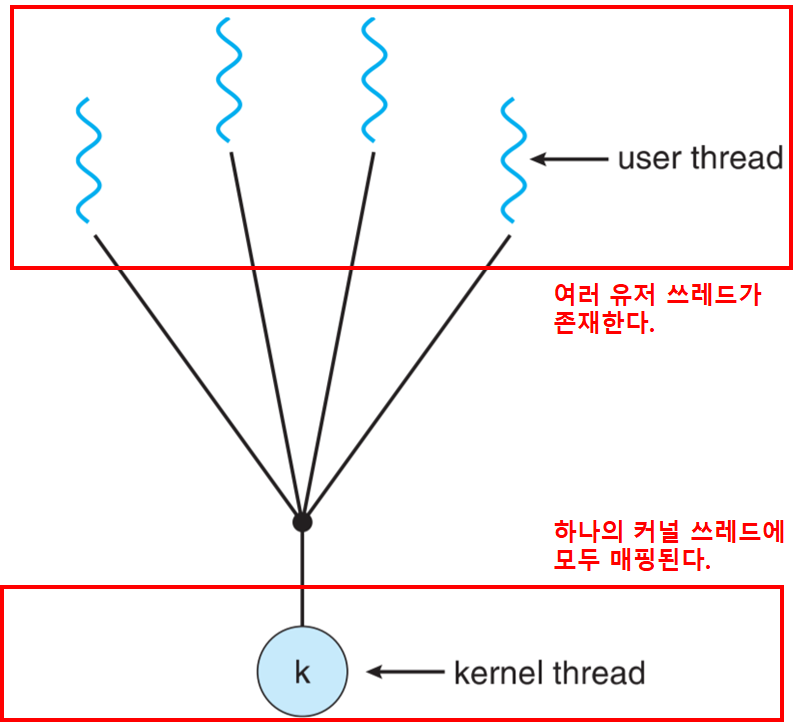 user thread
여러 유저 쓰레드가
존재한다.
하나의 커널 쓰레드에
모두 매핑된다.
k
kernel thread